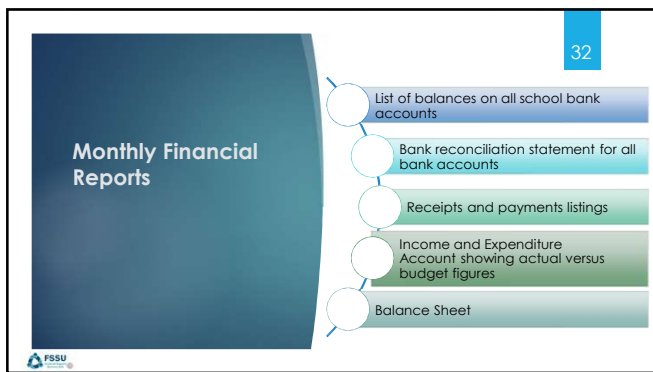 32
Monthly Financial
Reports
List of balances on all school bank
accounts
Bank reconciliation statement for all
bank accounts
Receipts and payments listings
Income and Expenditure
Account showing actual versus
budget figures
Balance Sheet
FSSU